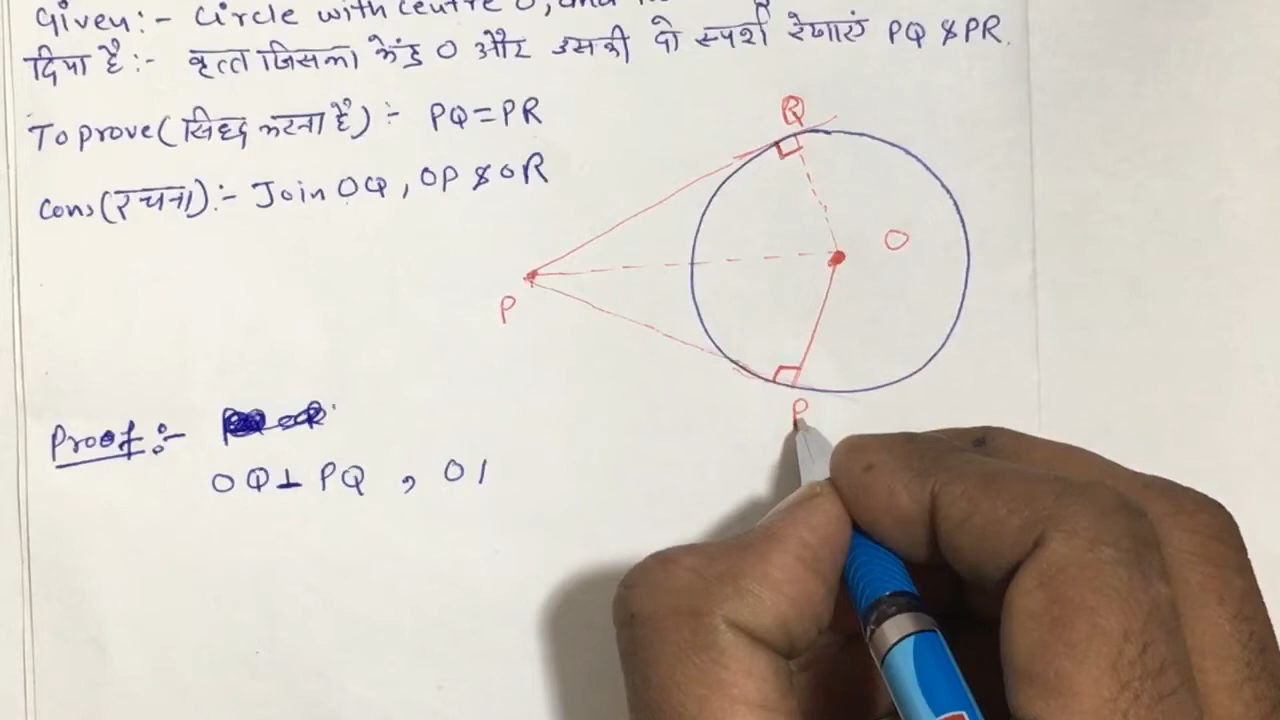 Given:- Circle with centre O, and
दिया है:- वृत्त जिसका केंद्र O और उसकी दो स्पर्श रेखाएं PQ & PR.
To prove (सिद्ध करना है):- PQ=PR
Cons (रचना):- Join OQ, OP & OR
Q
O
P
P
Proof:-
OQ⊥PQ, O